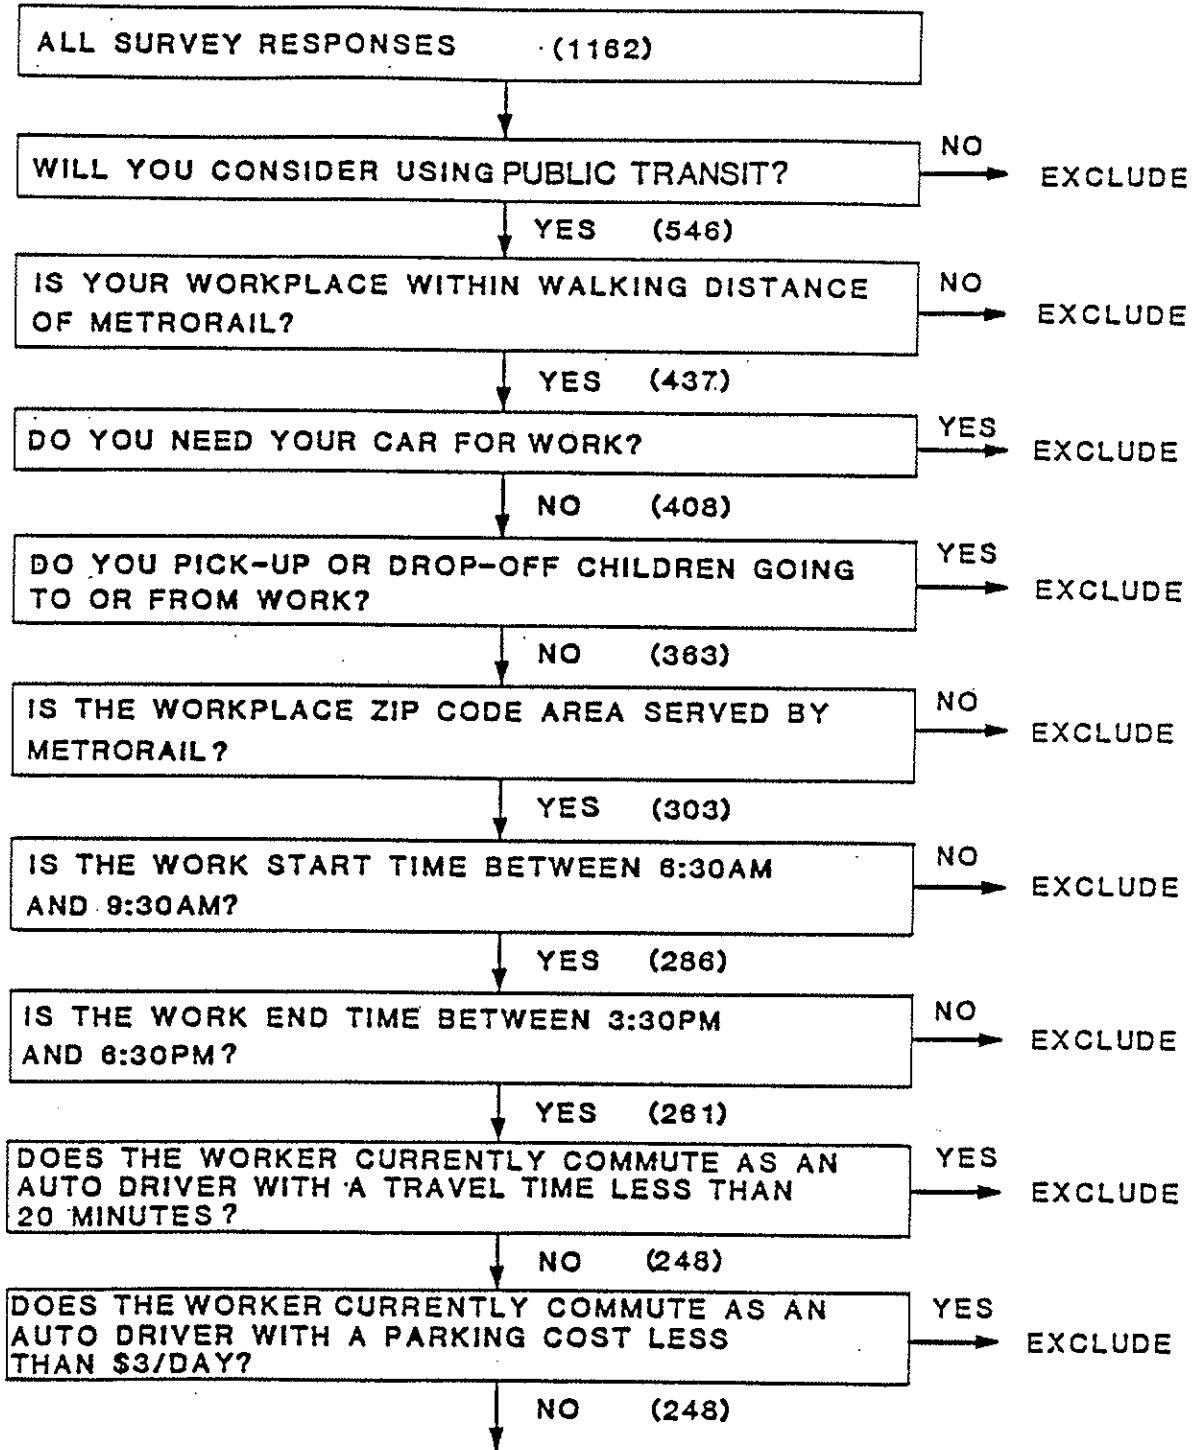 ALL SURVEY RESPONSES (1162)
WILL YOU CONSIDER USING PUBLIC TRANSIT?
NO
EXCLUDE
YES (546)
IS YOUR WORKPLACE WITHIN WALKING DISTANCE
OF METRORAIL?
NO
EXCLUDE
YES (437)
DO YOU NEED YOUR CAR FOR WORK?
YES
EXCLUDE
NO (408)
DO YOU PICK-UP OR DROP-OFF CHILDREN GOING
TO OR FROM WORK?
YES
EXCLUDE
NO (363)
IS THE WORKPLACE ZIP CODE AREA SERVED BY
METRORAIL?
NO
EXCLUDE
YES (303)
IS THE WORK START TIME BETWEEN 6:30AM
AND 9:30AM?
NO
EXCLUDE
YES (286)
IS THE WORK END TIME BETWEEN 3:30PM
AND 6:30PM?
NO
EXCLUDE
YES (261)
DOES THE WORKER CURRENTLY COMMUTE AS AN
AUTO DRIVER WITH A TRAVEL TIME LESS THAN
20 MINUTES?
YES
EXCLUDE
NO (248)
DOES THE WORKER CURRENTLY COMMUTE AS AN
AUTO DRIVER WITH A PARKING COST LESS
THAN $3/DAY?
YES
EXCLUDE
NO (248)